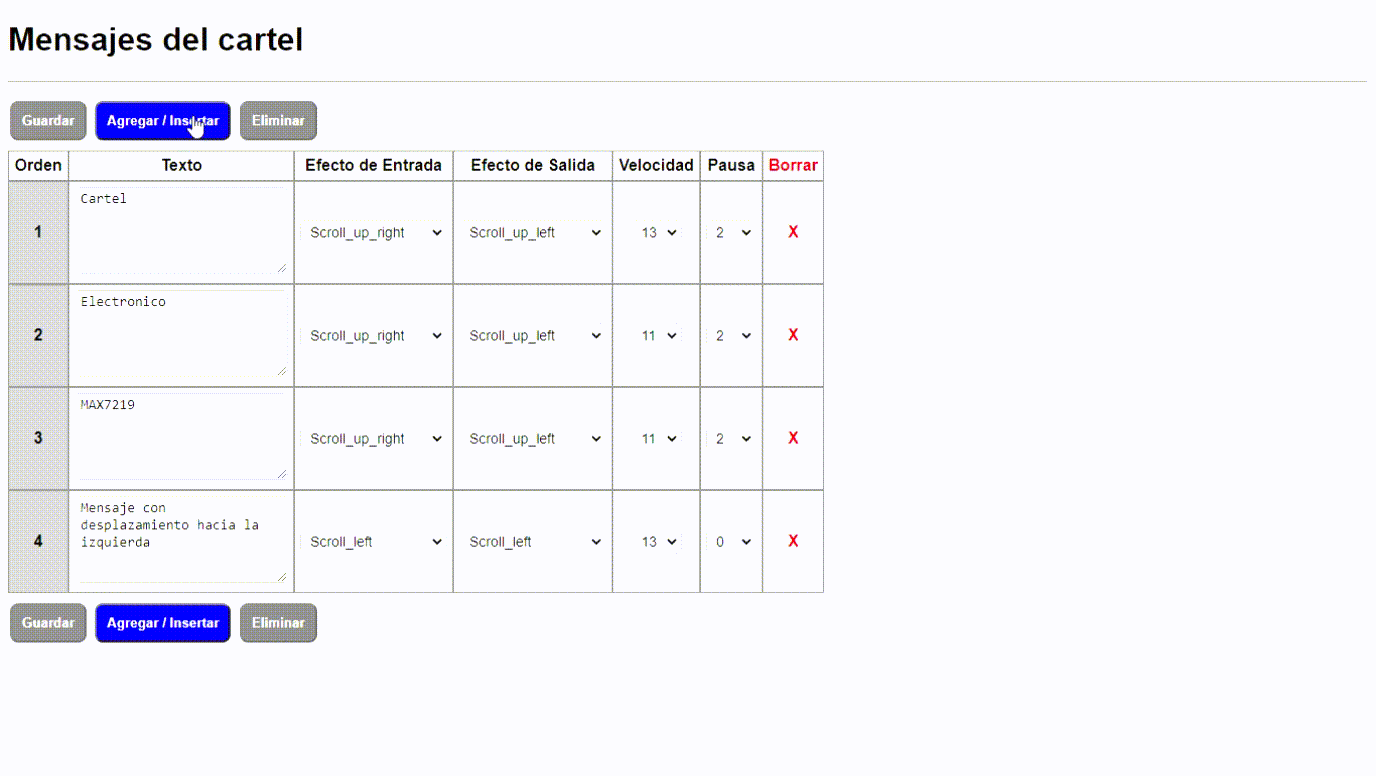 Mensajes del cartel
Guardar Agregar / Insertar Eliminar
Orden Texto Efecto de Entrada Efecto de Salida Velocidad Pausa Borrar
1 Cartel Scroll_up_right Scroll_up_left 13 2 X
2 Electronico Scroll_up_right Scroll_up_left 11 2 X
3 MAX7219 Scroll_up_right Scroll_up_left 11 2 X
4 Mensaje con
desplazamiento hacia la
izquierda Scroll_left Scroll_left 13 0 X
Guardar Agregar / Insertar Eliminar